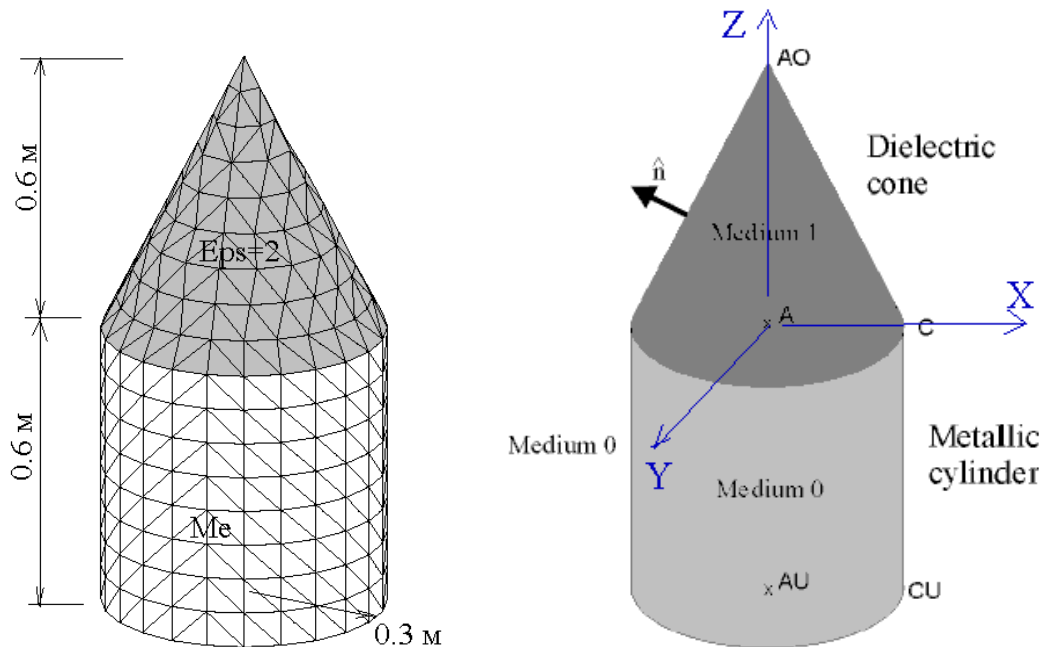 0.6 м
Eps=2
0.6 м
Me
0.3 м
Z
AO
Dielectric
cone
n̂
Medium 1
X
A
C
Medium 0
Y
Metallic
cylinder
Medium 0
AU
CU